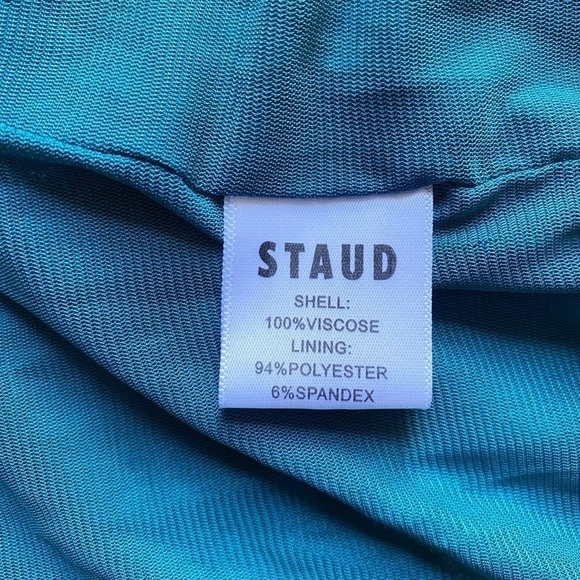 STAUD
SHELL:
100%VISCOSE
LINING:
94%POLYESTER
6%SPANDEX